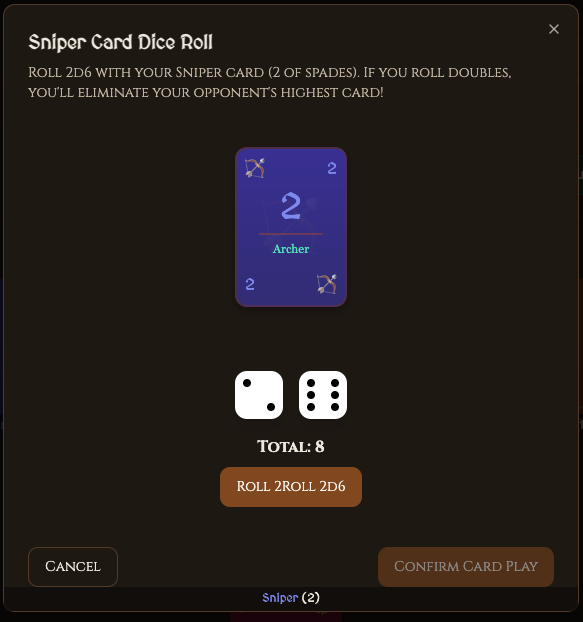 Sniper Card Dice Roll
Roll 2d6 with your Sniper card (2 of spades). If you roll doubles,
you'll eliminate your opponent's highest card!
2
2
Archer
2
Total: 8
Roll 2Roll 2d6
Cancel
Confirm Card Play
Sniper (2)